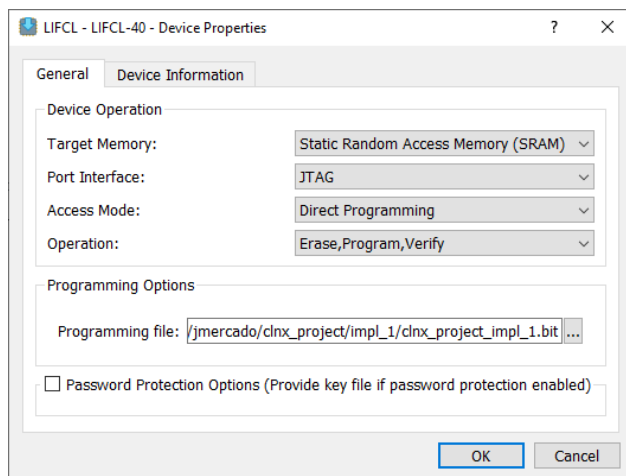 LIFCL - LIFCL-40 - Device Properties ?
General Device Information
Device Operation
Target Memory: Static Random Access Memory (SRAM)
Port Interface: JTAG
Access Mode: Direct Programming
Operation: Erase,Program,Verify
Programming Options
Programming file: /jmercado/clnx_project/impl_1/clnx_project_impl_1.bit ...
Password Protection Options (Provide key file if password protection enabled)
OK Cancel